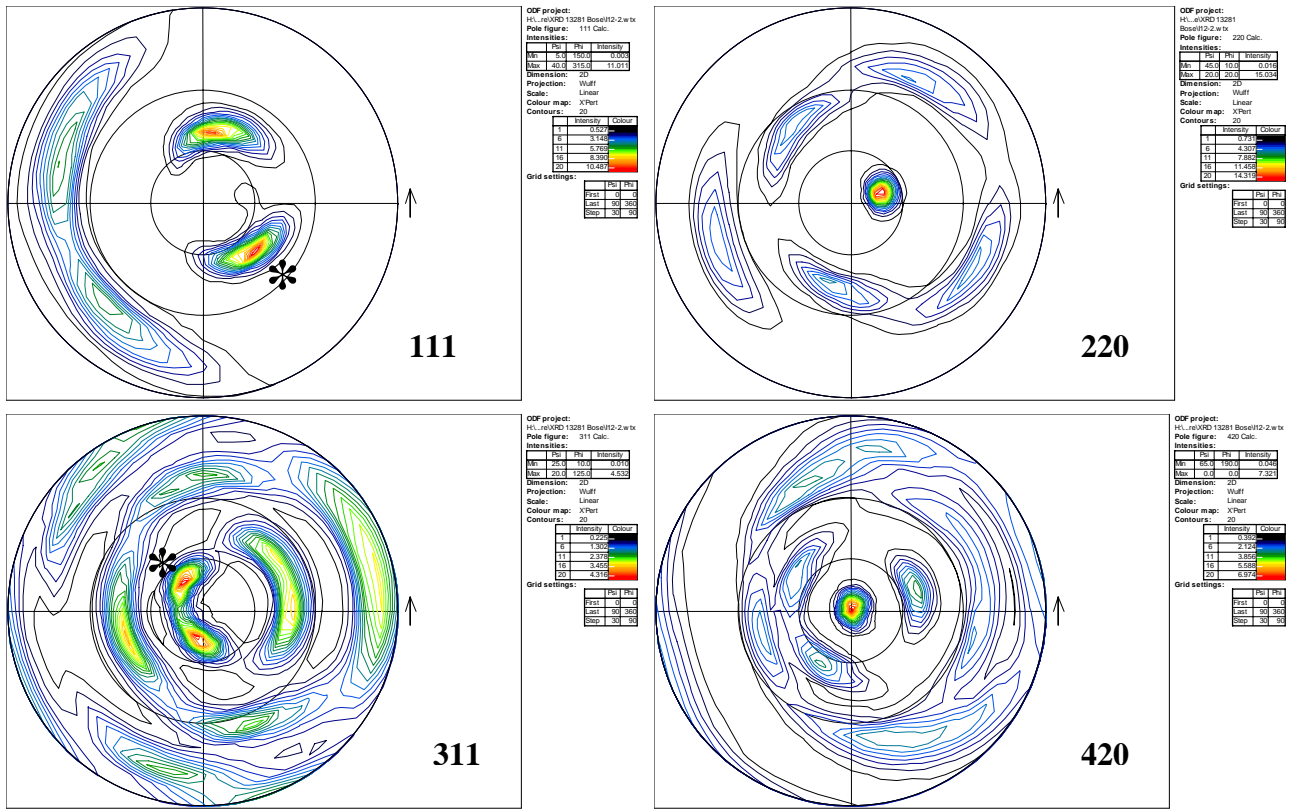 ODF project:
H:\...re\XRD 13281 Bose\I12-2.wtx
Pole figure: 111 Calc.
Intensities:
Psi Phi Intensity
Min 5.0 150.0 0.003
Max 40.0 315.0 11.011
Dimension: 2D
Projection: Wulff
Scale: Linear
Colour map: X'Pert
Contours: 20
Intensity Colour
1 0.527
6 3.148
11 5.769
16 8.390
20 10.487
Grid settings:
Psi Phi
First 0 0
Last 90 360
Step 30 90
*
111
ODF project:
H:\...e\XRD 13281
Bose\I12-2.wtx
Pole figure: 220 Calc.
Intensities:
Psi Phi Intensity
Min 45.0 10.0 0.016
Max 20.0 20.0 15.034
Dimension: 2D
Projection: Wulff
Scale: Linear
Colour map: X'Pert
Contours: 20
Intensity Colour
1 0.731
6 4.307
11 7.882
16 11.458
20 14.319
Grid settings:
Psi Phi
First 0 0
Last 90 360
Step 30 90
220
ODF project:
H:\...re\XRD 13281 Bose\I12-2.wtx
Pole figure: 311 Calc.
Intensities:
Psi Phi Intensity
Min 25.0 10.0 0.010
Max 20.0 125.0 4.532
Dimension: 2D
Projection: Wulff
Scale: Linear
Colour map: X'Pert
Contours: 20
Intensity Colour
1 0.225
6 1.302
11 2.378
16 3.455
20 4.316
Grid settings:
Psi Phi
First 0 0
Last 90 360
Step 30 90
*
311
ODF project:
H:\...re\XRD 13281 Bose\I12-2.wtx
Pole figure: 420 Calc.
Intensities:
Psi Phi Intensity
Min 65.0 190.0 0.046
Max 0.0 0.0 7.321
Dimension: 2D
Projection: Wulff
Scale: Linear
Colour map: X'Pert
Contours: 20
Intensity Colour
1 0.392
6 2.124
11 3.856
16 5.588
20 6.974
Grid settings:
Psi Phi
First 0 0
Last 90 360
Step 30 90
420